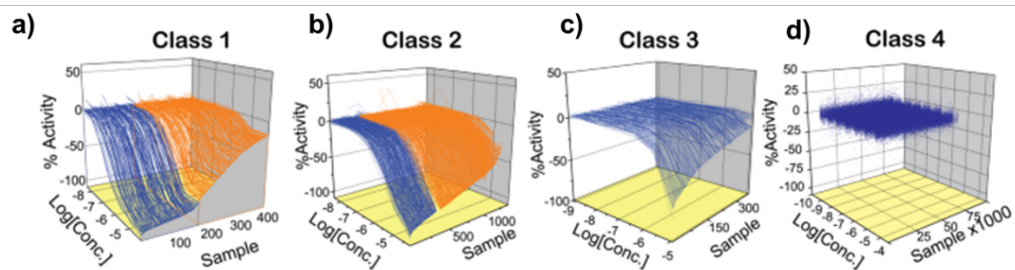 a)
Class 1
50
0
-50
-100
% Activity
-8
-7
-6
-5
Log[Conc.]
100
200
300
400
Sample
b)
Class 2
50
0
-50
-100
%Activity
-8
-7
-6
-5
Log[Conc.]
500
1000
Sample
c)
Class 3
50
0
-50
-100
%Activity
-9
-8
-7
-6
-5
Log[Conc.]
150
300
Sample
d)
Class 4
50
25
0
-25
-50
-75
-100
%Activity
-10
-9
-8
-7
-6
-5
-4
Log[Conc.]
25
50
75
Sample x1000